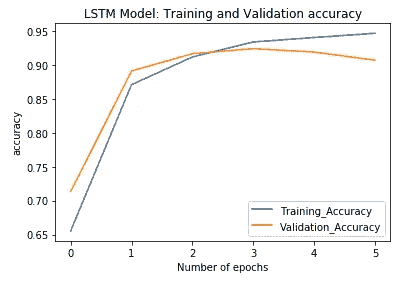 LSTM Model: Training and Validation accuracy
0.95
0.90
0.85
0.80
0.75
0.70
0.65
accuracy
Training_Accuracy
Validation_Accuracy
0 1 2 3 4 5
Number of epochs